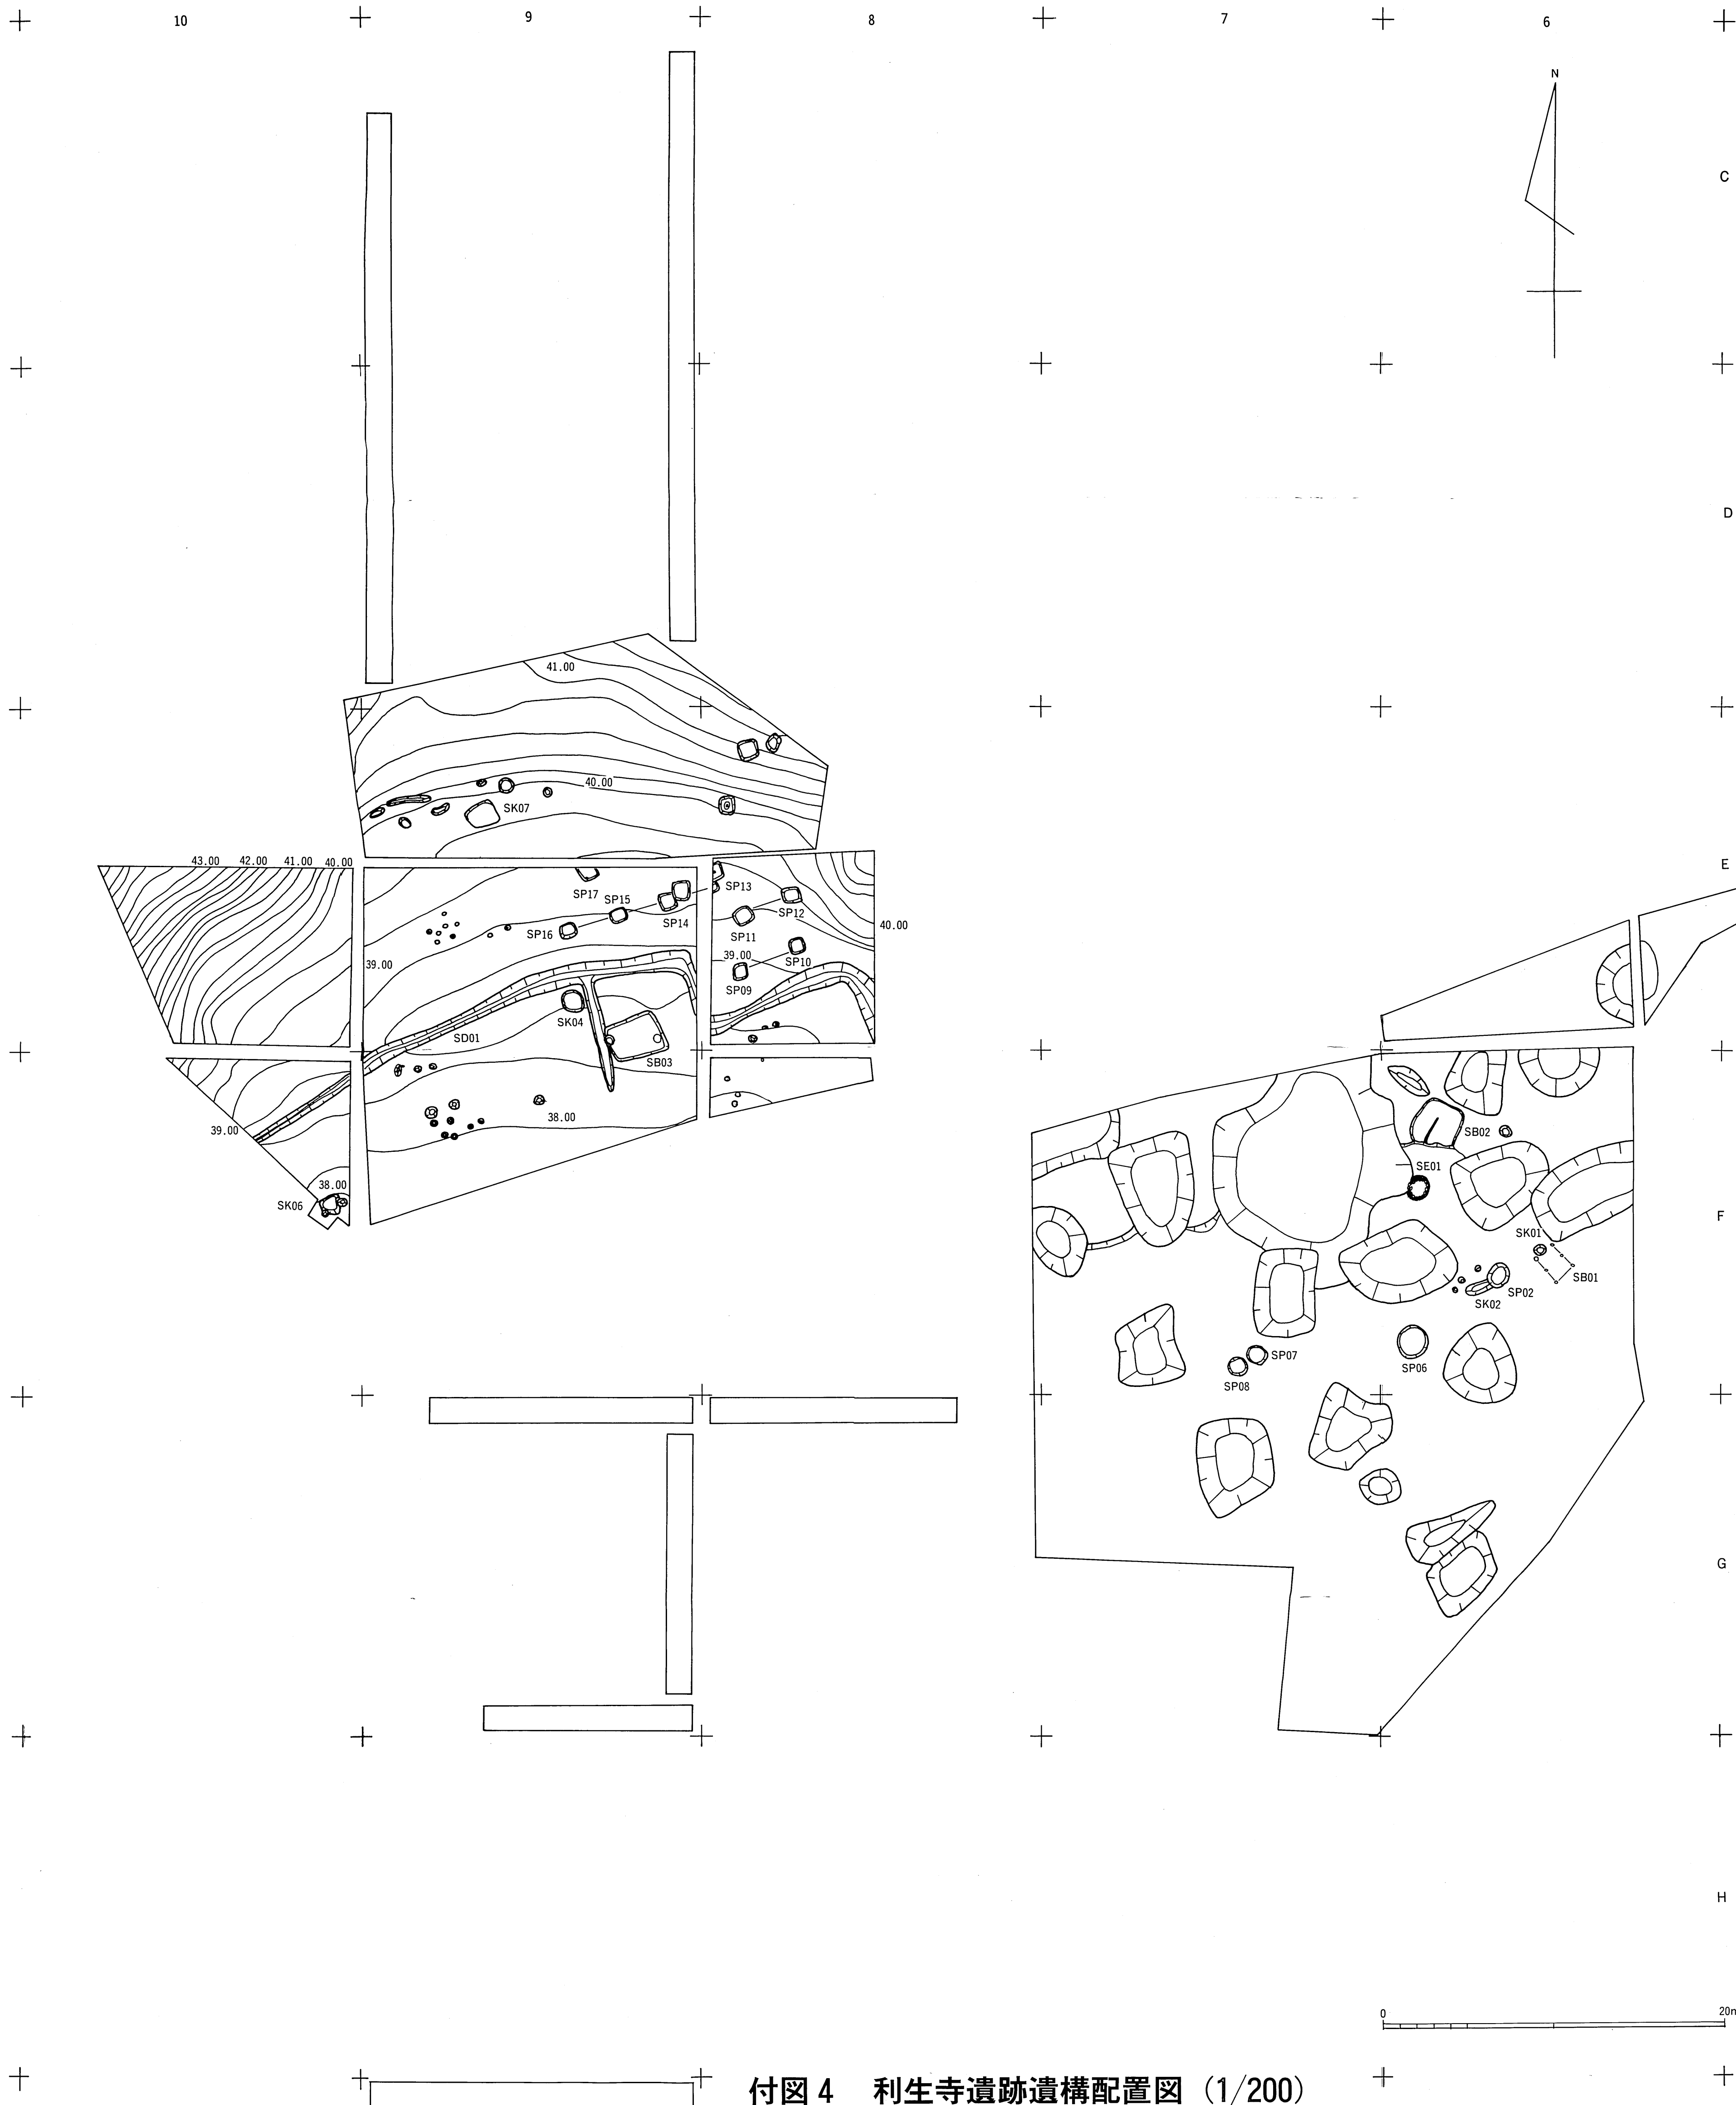 10 9 8 7 6
N
C
D
41.00
40.00
SK07
43.00 42.00 41.00 40.00
E
SP17 SP15 SP13
SP14 SP12
SP16 SP11 40.00
39.00 39.00 SP10
SP09
SK04
SD01
SB03
38.00
39.00
SB02
SE01
38.00
SK06
F
SK01
SB01
SP02
SK02
SP07
SP06
SP08
G
H
0 20m
付図4 利生寺遺跡遺構配置図 (1/200)